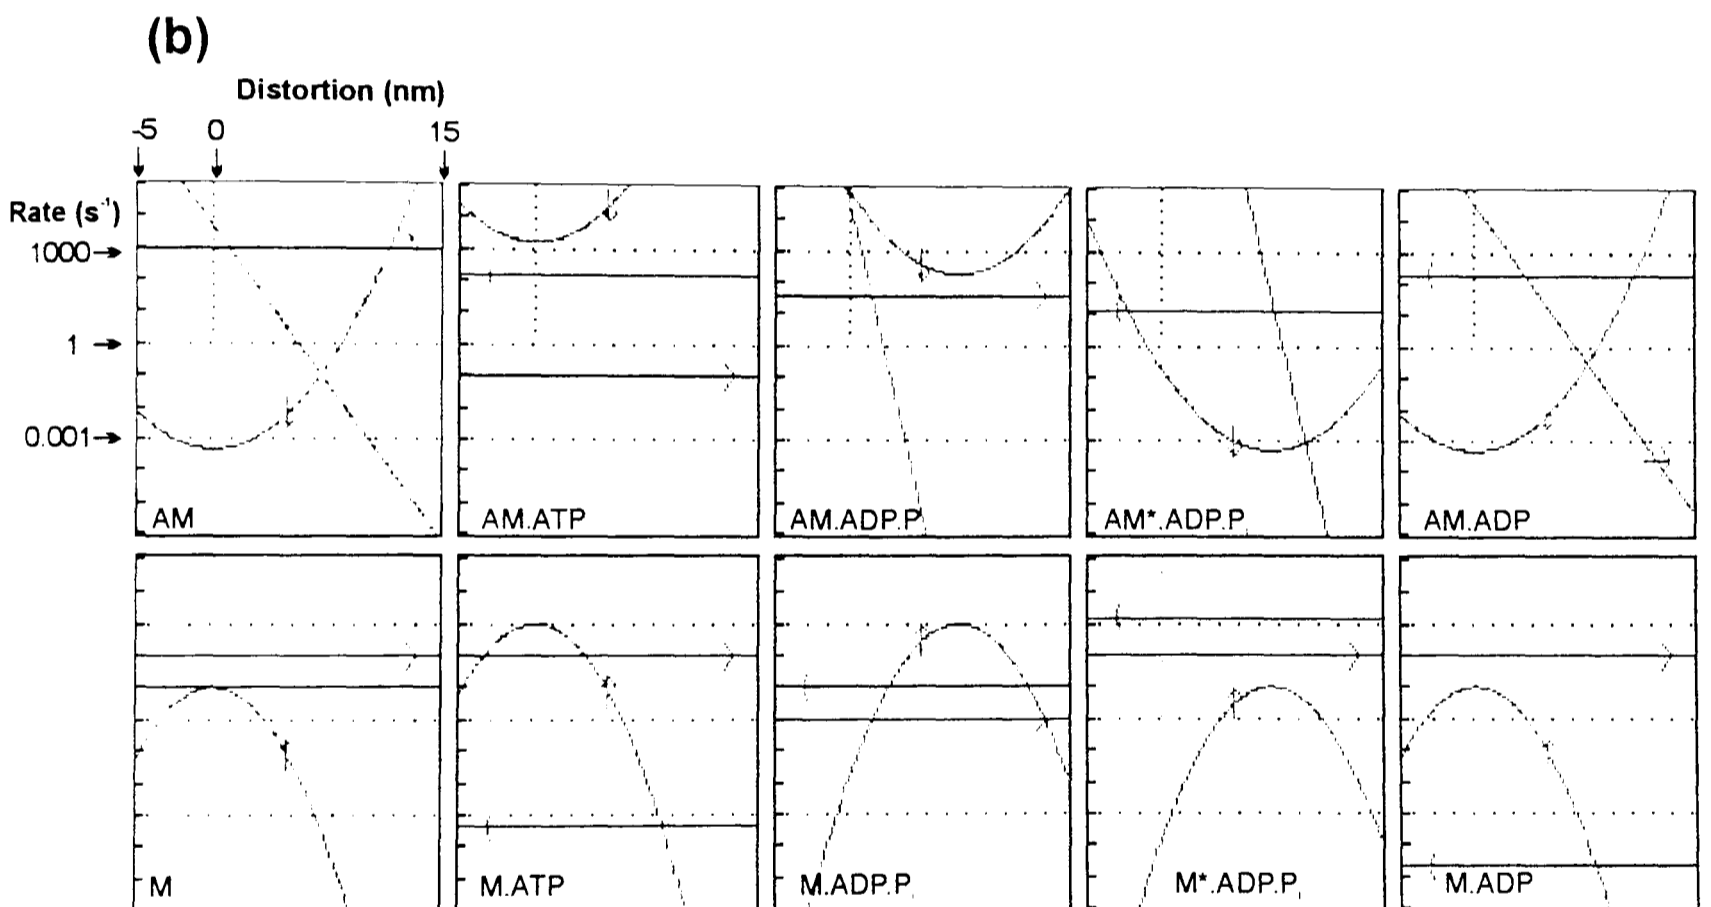 (b)
Distortion (nm)
-5 0 15
Rate (s⁻¹)
1000
1
0.001
AM AM.ATP AM.ADP.P AM*.ADP.P AM.ADP
M M.ATP M.ADP.P M*.ADP.P M.ADP